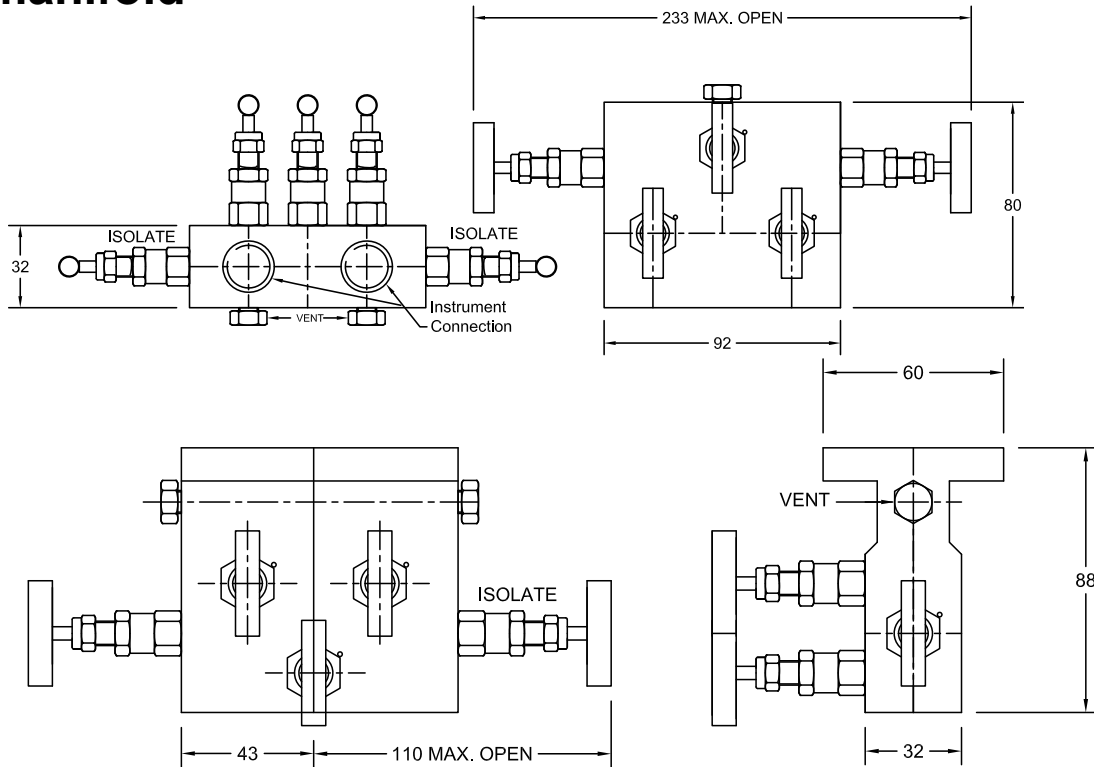 manifold
233 MAX. OPEN
ISOLATE
ISOLATE
32
80
Instrument
Connection
VENT
92
60
VENT
88
ISOLATE
43
110 MAX. OPEN
32